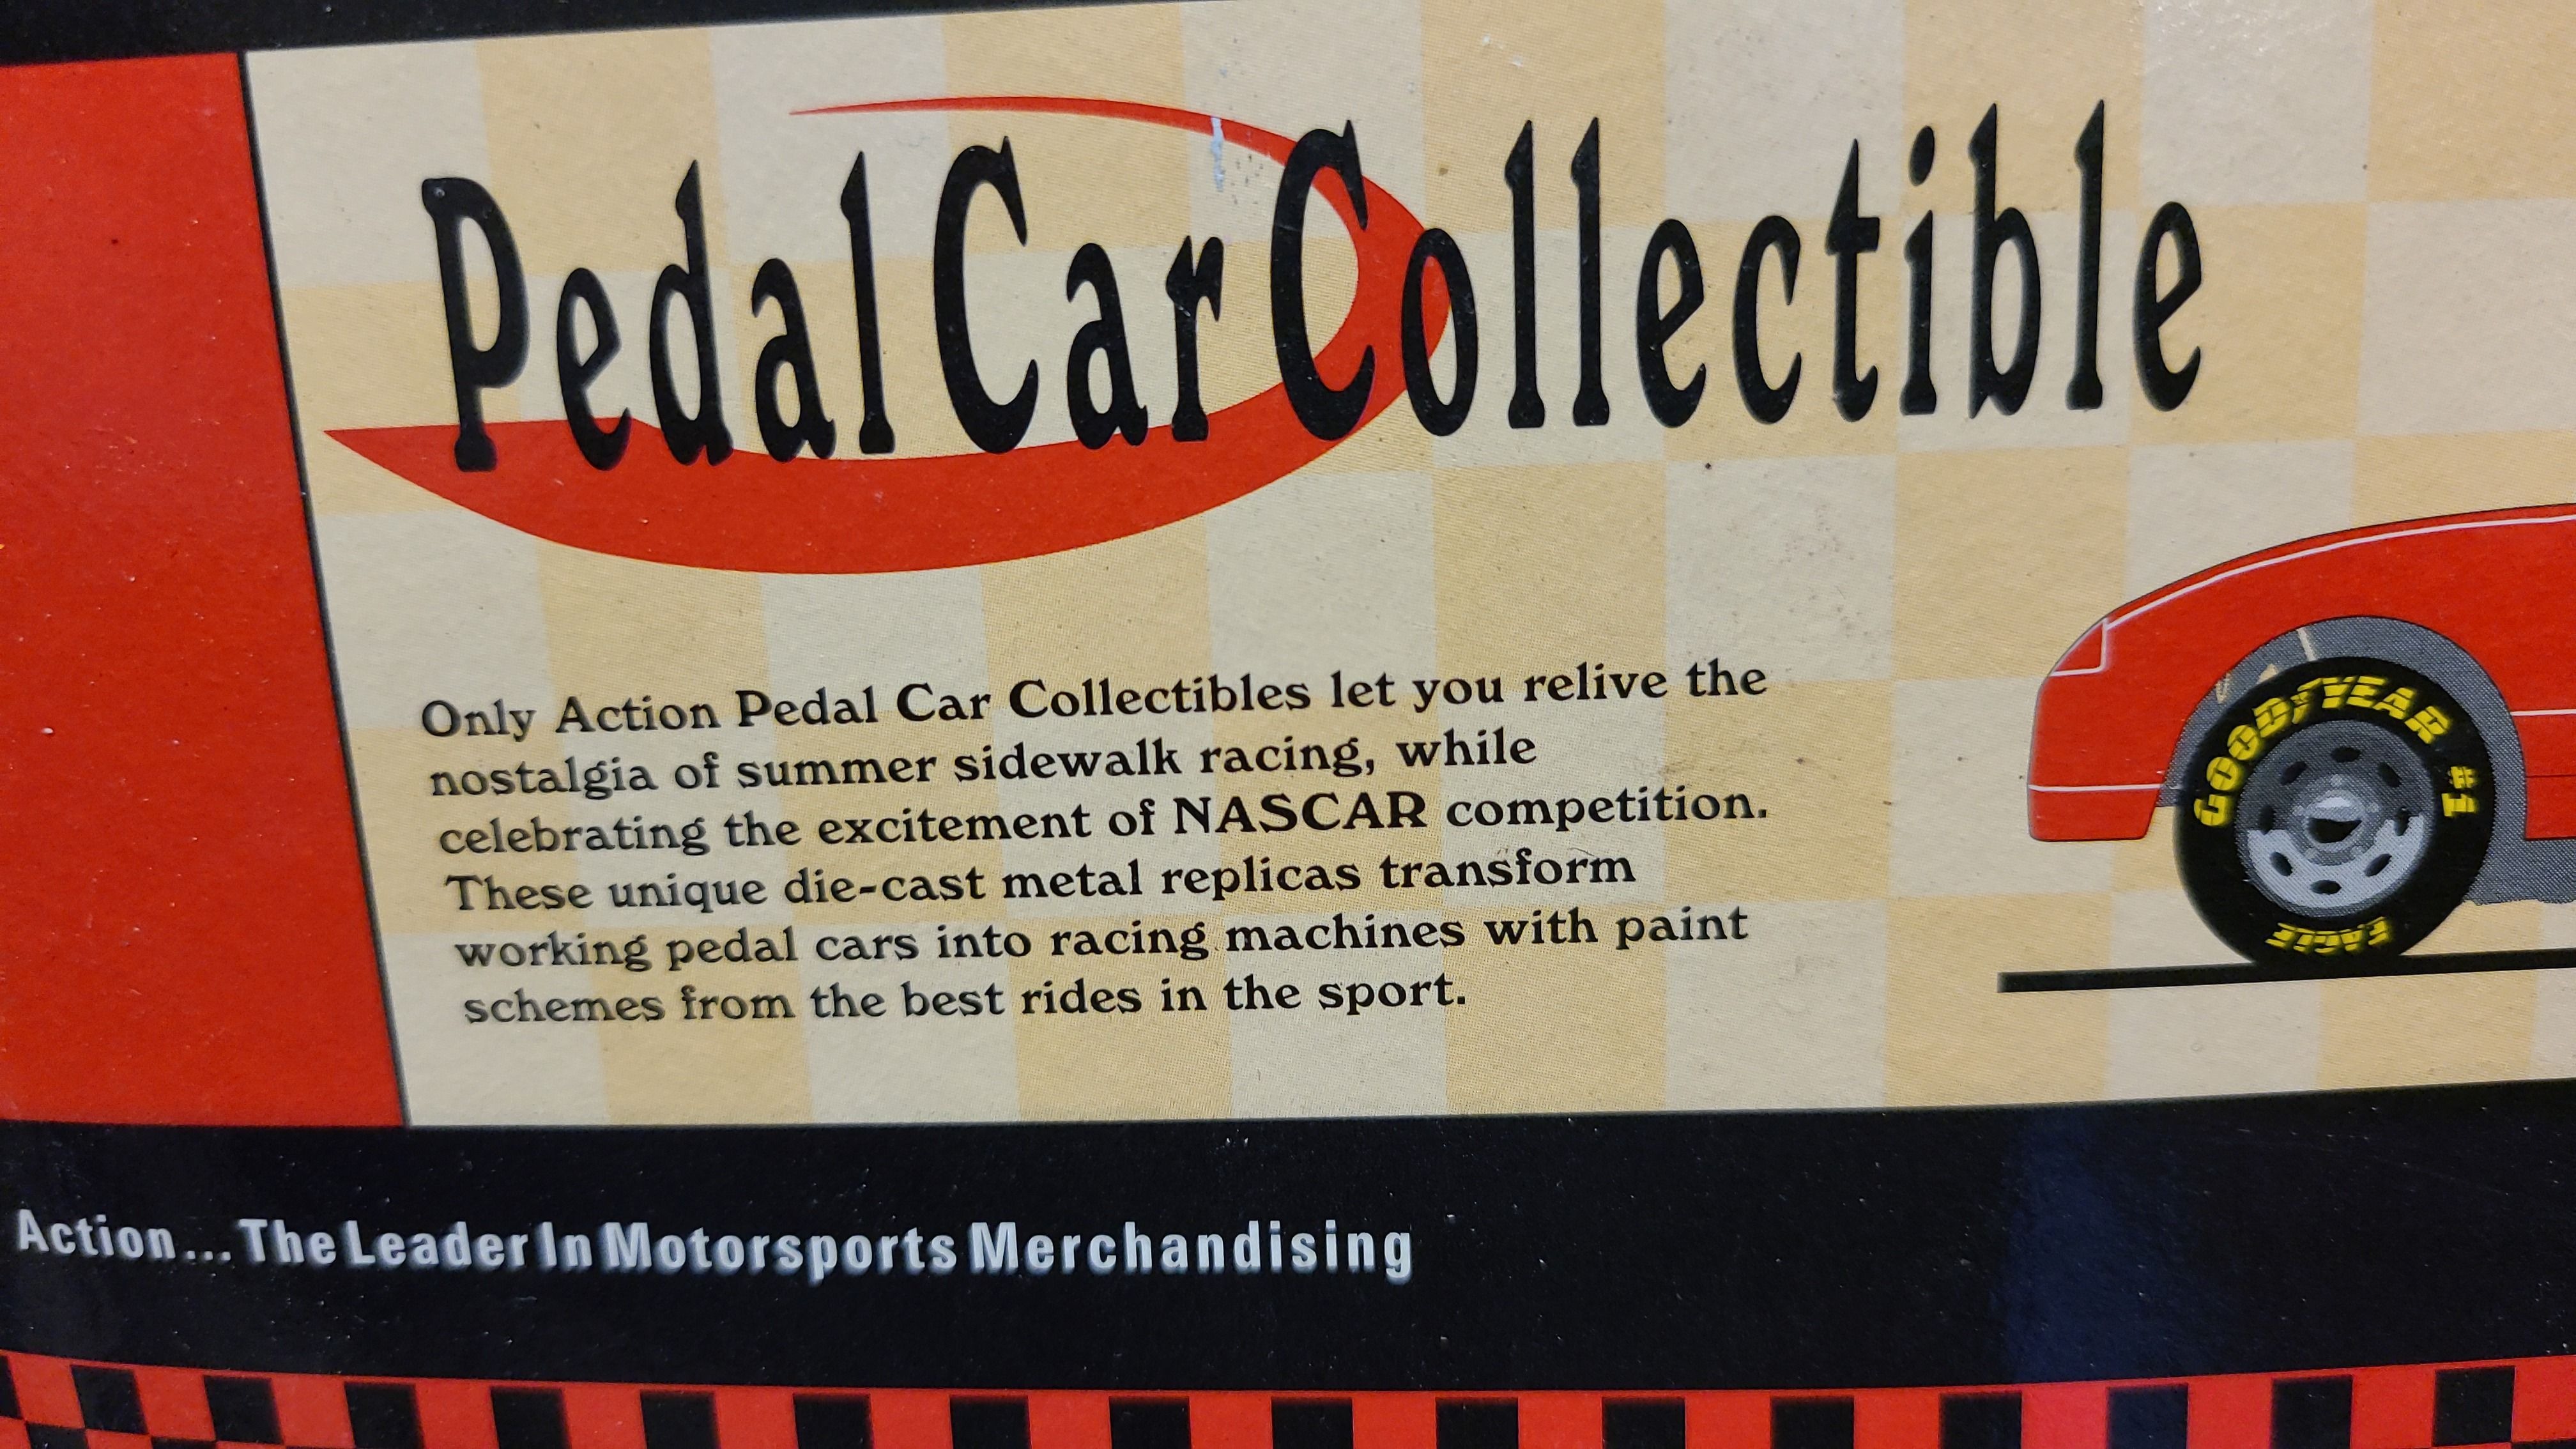 Pedal Car Collectible
Only Action Pedal Car Collectibles let you relive the
nostalgia of summer sidewalk racing, while
celebrating the excitement of NASCAR competition.
These unique die-cast metal replicas transform
working pedal cars into racing machines with paint
schemes from the best rides in the sport.
GOODYEAR #1
EAGLE
Action... The Leader In Motorsports Merchandising